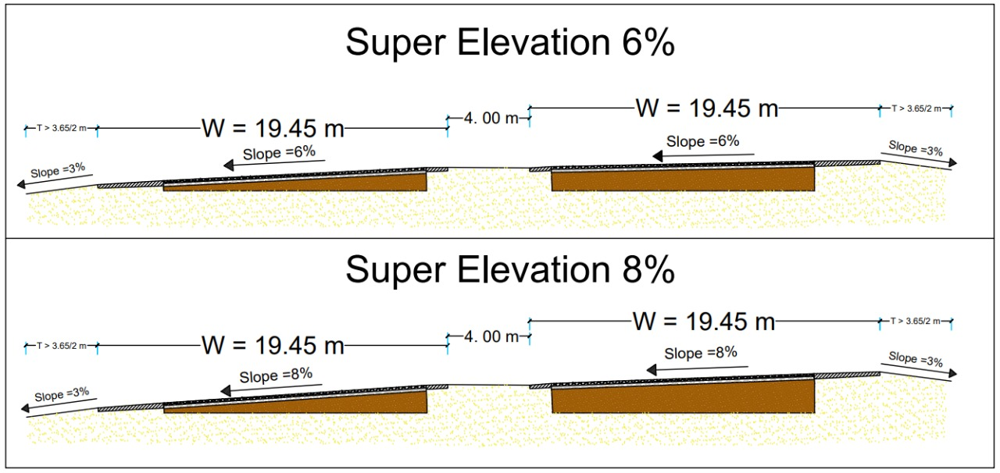 Super Elevation 6%
W = 19.45 m
4. 00 m
T > 3.65/2 m
W = 19.45 m
T > 3.65/2 m
Slope =6%
Slope =6%
Slope =3%
Slope =3%
Super Elevation 8%
W = 19.45 m
T > 3.65/2 m
4. 00 m
T > 3.65/2 m
W = 19.45 m
Slope =8%
Slope =3%
Slope =8%
Slope =3%